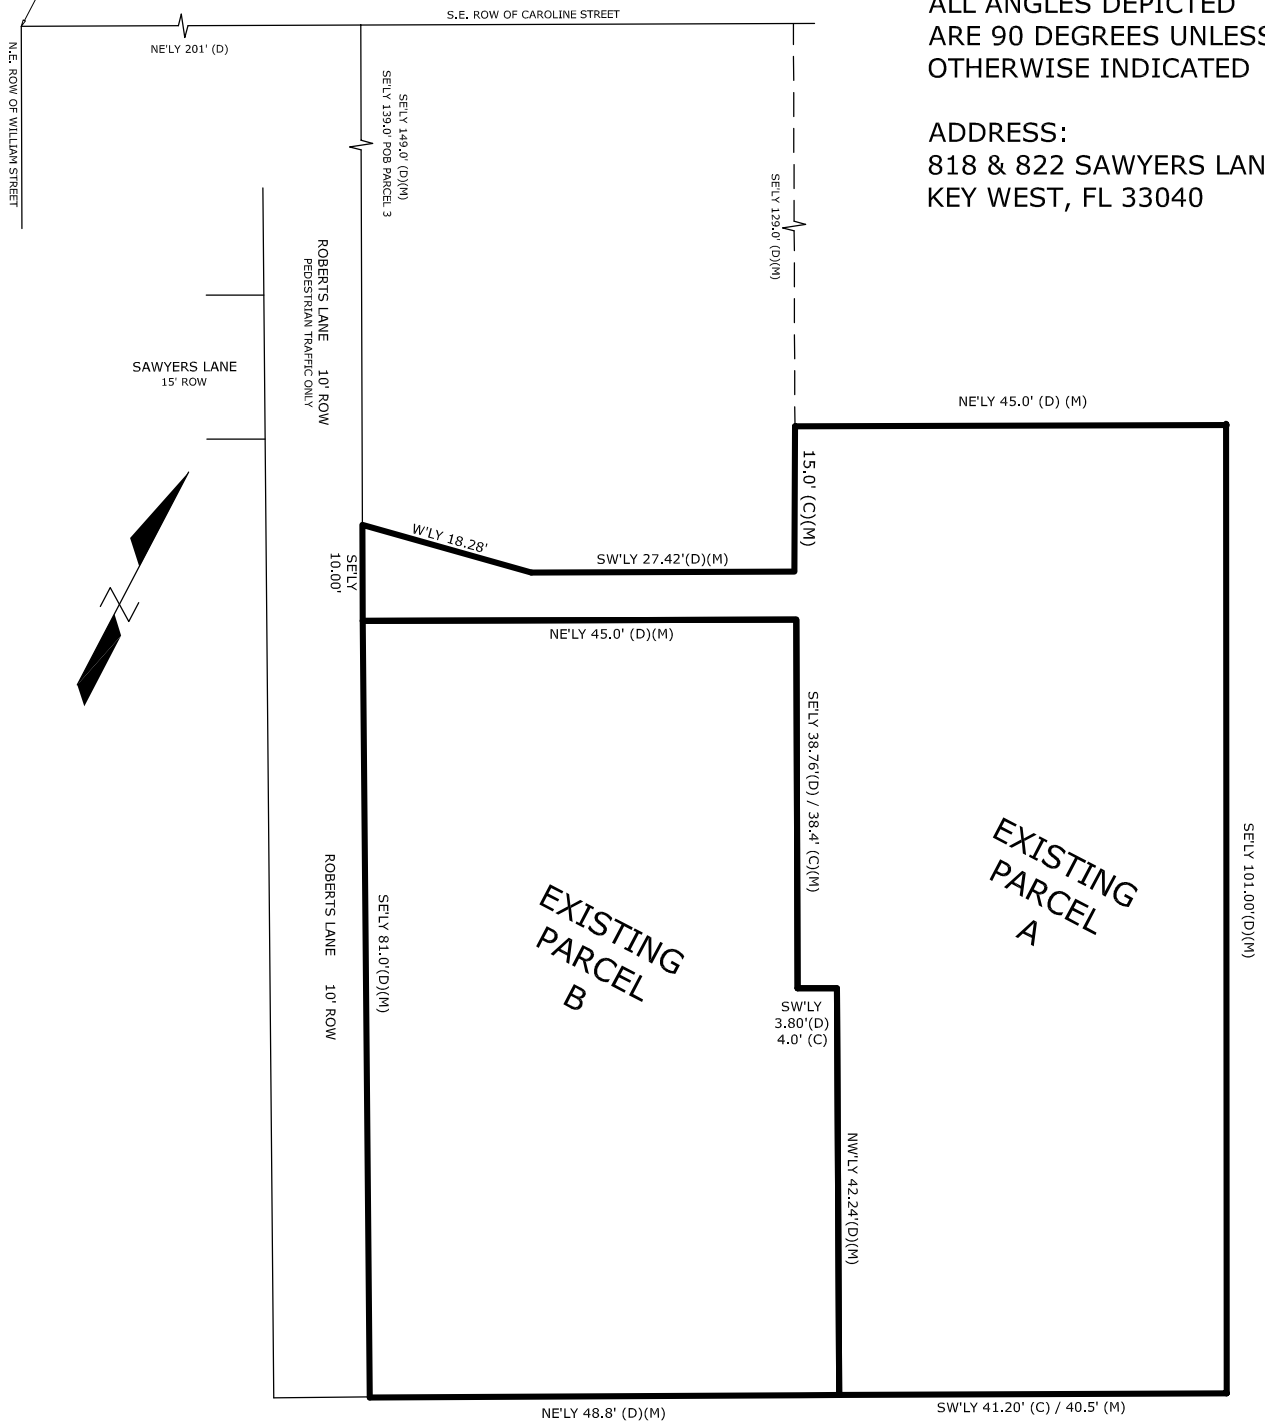 S.E. ROW OF CAROLINE STREET
NE'LY 201' (D)
N.E. ROW OF WILLIAM STREET
SE'LY 149.0' (D)(M)
SE'LY 139.0' POB PARCEL 3
SE'LY 129.0' (D)(M)
ALL ANGLES DEPICTED
ARE 90 DEGREES UNLESS
OTHERWISE INDICATED
ADDRESS:
818 & 822 SAWYERS LAN
KEY WEST, FL 33040
ROBERTS LANE 10' ROW
PEDESTRIAN TRAFFIC ONLY
SAWYERS LANE
15' ROW
NE'LY 45.0' (D) (M)
15.0' (C)(M)
W'LY 18.28'
SW'LY 27.42'(D)(M)
SE'LY
10.00'
NE'LY 45.0' (D)(M)
SE'LY 38.76'(D) / 38.4' (C)(M)
EXISTING
PARCEL
A
SE'LY 101.00'(D)(M)
ROBERTS LANE 10' ROW
SE'LY 81.0'(D)(M)
EXISTING
PARCEL
B
SW'LY
3.80'(D)
4.0' (C)
NW'LY 42.24'(D)(M)
NE'LY 48.8' (D)(M)
SW'LY 41.20' (C) / 40.5' (M)